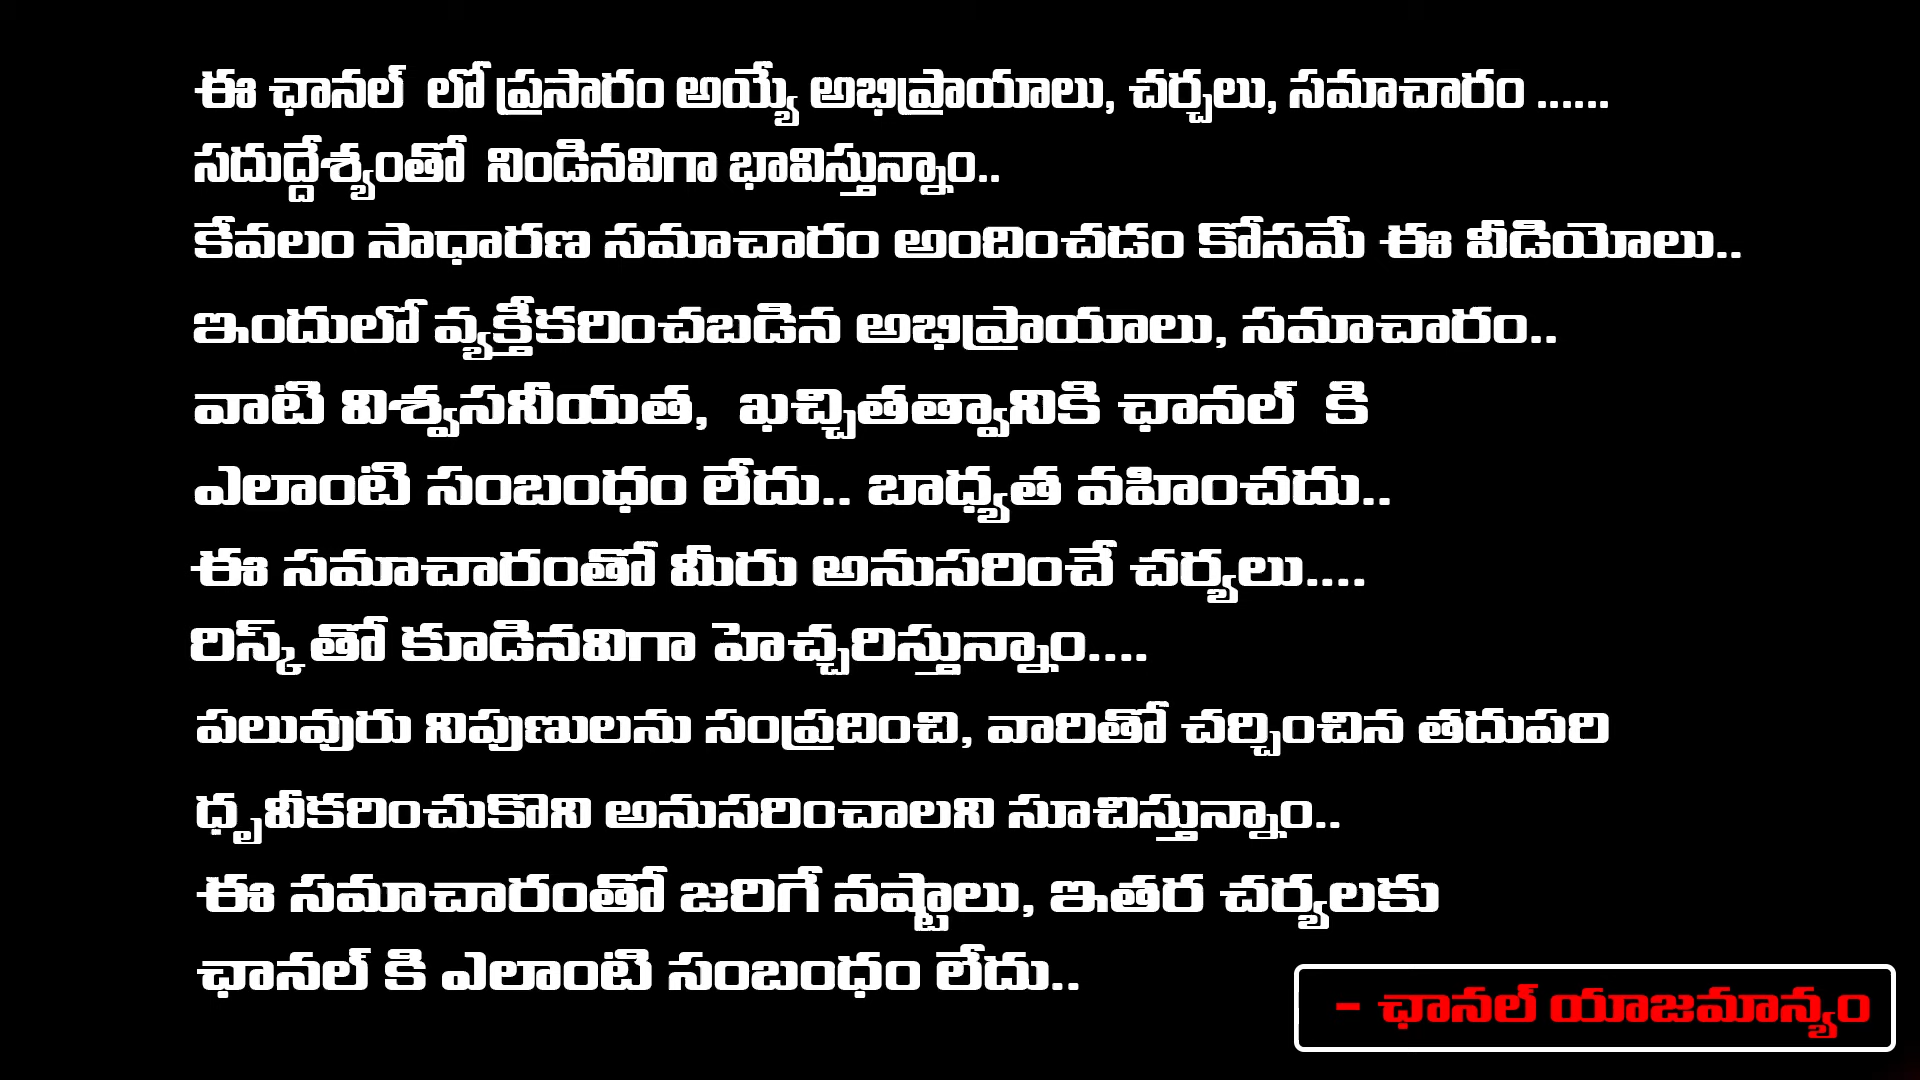 ఈ ఛానల్ లో ప్రసారం అయ్యే అభిప్రాయాలు, చర్చలు, సమాచారం ......
సదుద్దేశ్యంతో నిండినవిగా భావిస్తున్నాం..
కేవలం సాధారణ సమాచారం అందించడం కోసమే ఈ వీడియోలు..
ఇందులో వ్యక్తీకరించబడిన అభిప్రాయాలు, సమాచారం..
వాటి విశ్వసనీయత, ఖచ్చితత్వానికి ఛానల్ కి
ఎలాంటి సంబంధం లేదు.. బాధ్యత వహించదు..
ఈ సమాచారంతో మీరు అనుసరించే చర్యలు....
రిస్క్ తో కూడినవిగా హెచ్చరిస్తున్నాం....
పలువురు నిపుణులను సంప్రదించి, వారితో చర్చించిన తదుపరి
ధృవీకరించుకొని అనుసరించాలని సూచిస్తున్నాం..
ఈ సమాచారంతో జరిగే నష్టాలు, ఇతర చర్యలకు
ఛానల్ కి ఎలాంటి సంబంధం లేదు..
- ఛానల్ యాజమాన్యం